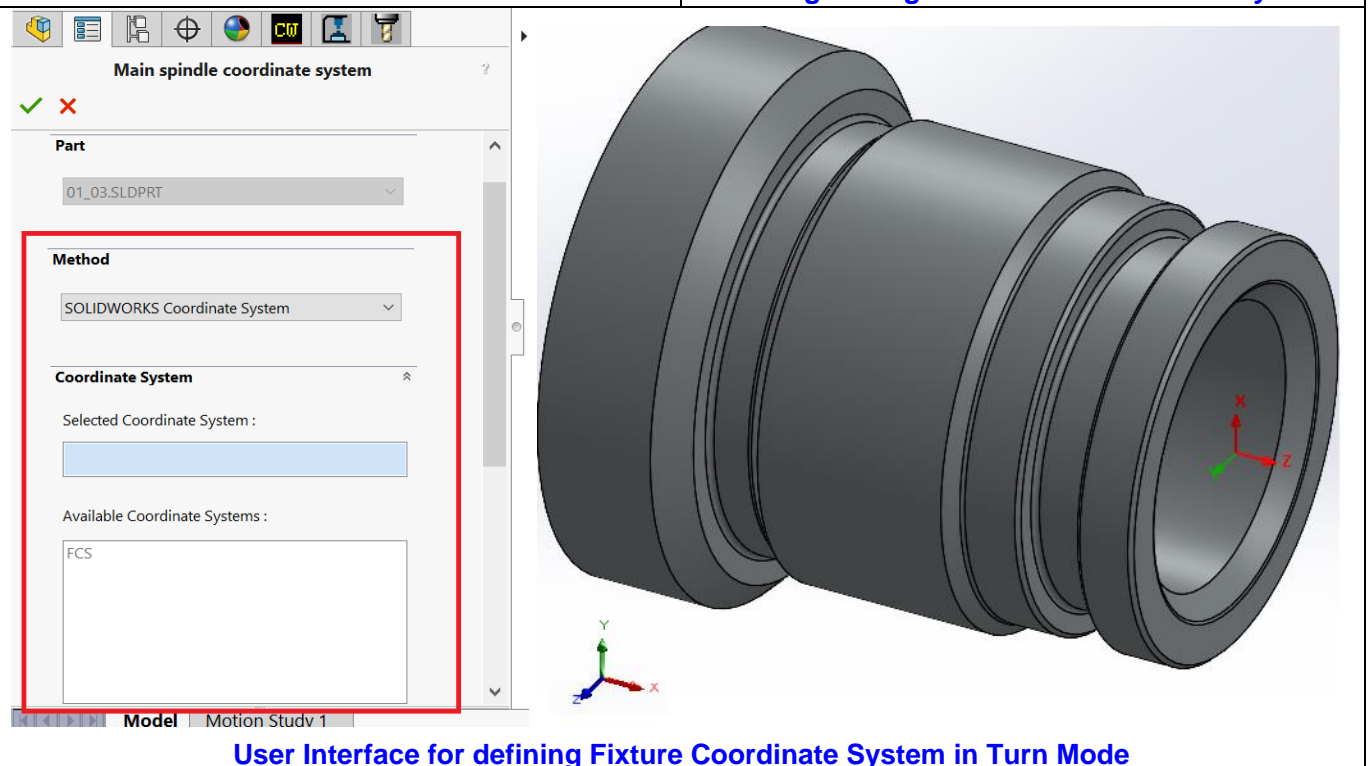 CW
Main spindle coordinate system
?
Part
01_03.SLDPRT
Method
SOLIDWORKS Coordinate System
Coordinate System
Selected Coordinate System :
Available Coordinate Systems :
FCS
X
Z
Y
X
Z
Model Motion Study 1
User Interface for defining Fixture Coordinate System in Turn Mode